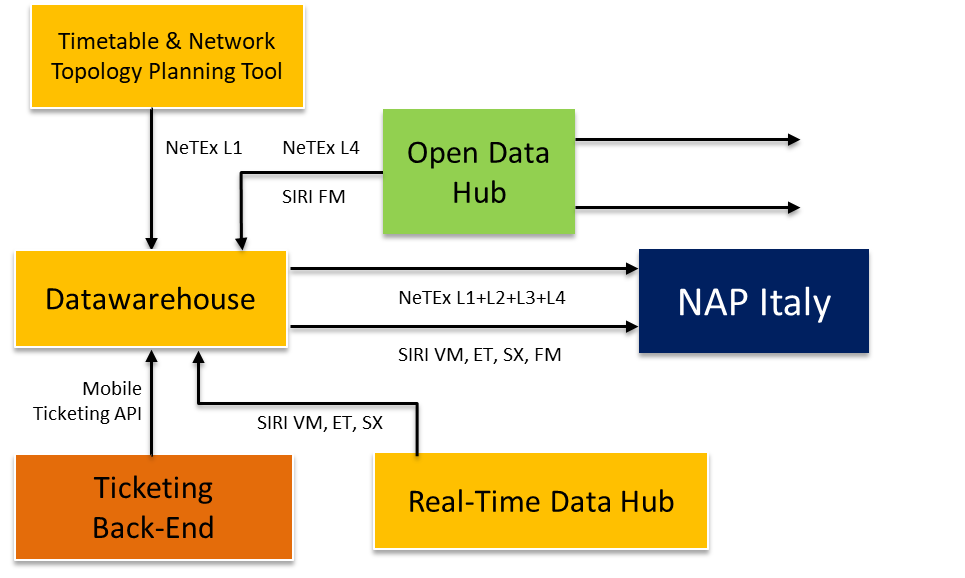 Timetable & Network
Topology Planning Tool
NeTEx L1
NeTEx L4
SIRI FM
Open Data
Hub
Datawarehouse
NeTEx L1+L2+L3+L4
SIRI VM, ET, SX, FM
NAP Italy
Mobile
Ticketing API
SIRI VM, ET, SX
Ticketing
Back-End
Real-Time Data Hub